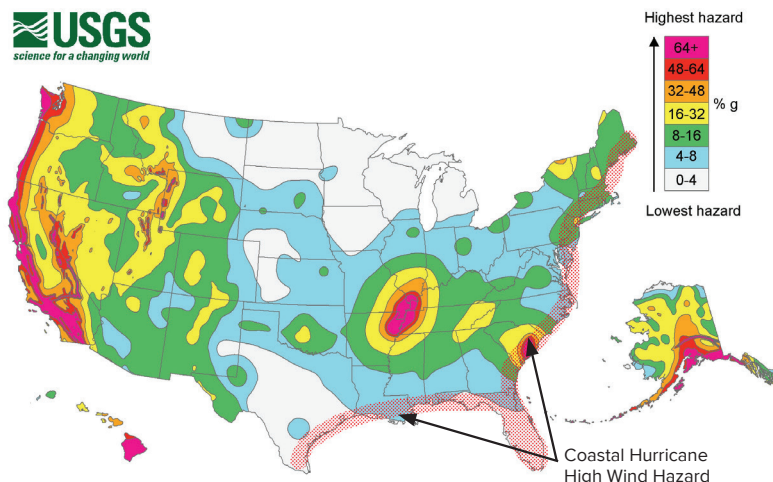 USGS
science for a changing world
Highest hazard
64+
48-64
32-48
16-32
8-16
4-8
0-4
% g
Lowest hazard
Coastal Hurricane
High Wind Hazard